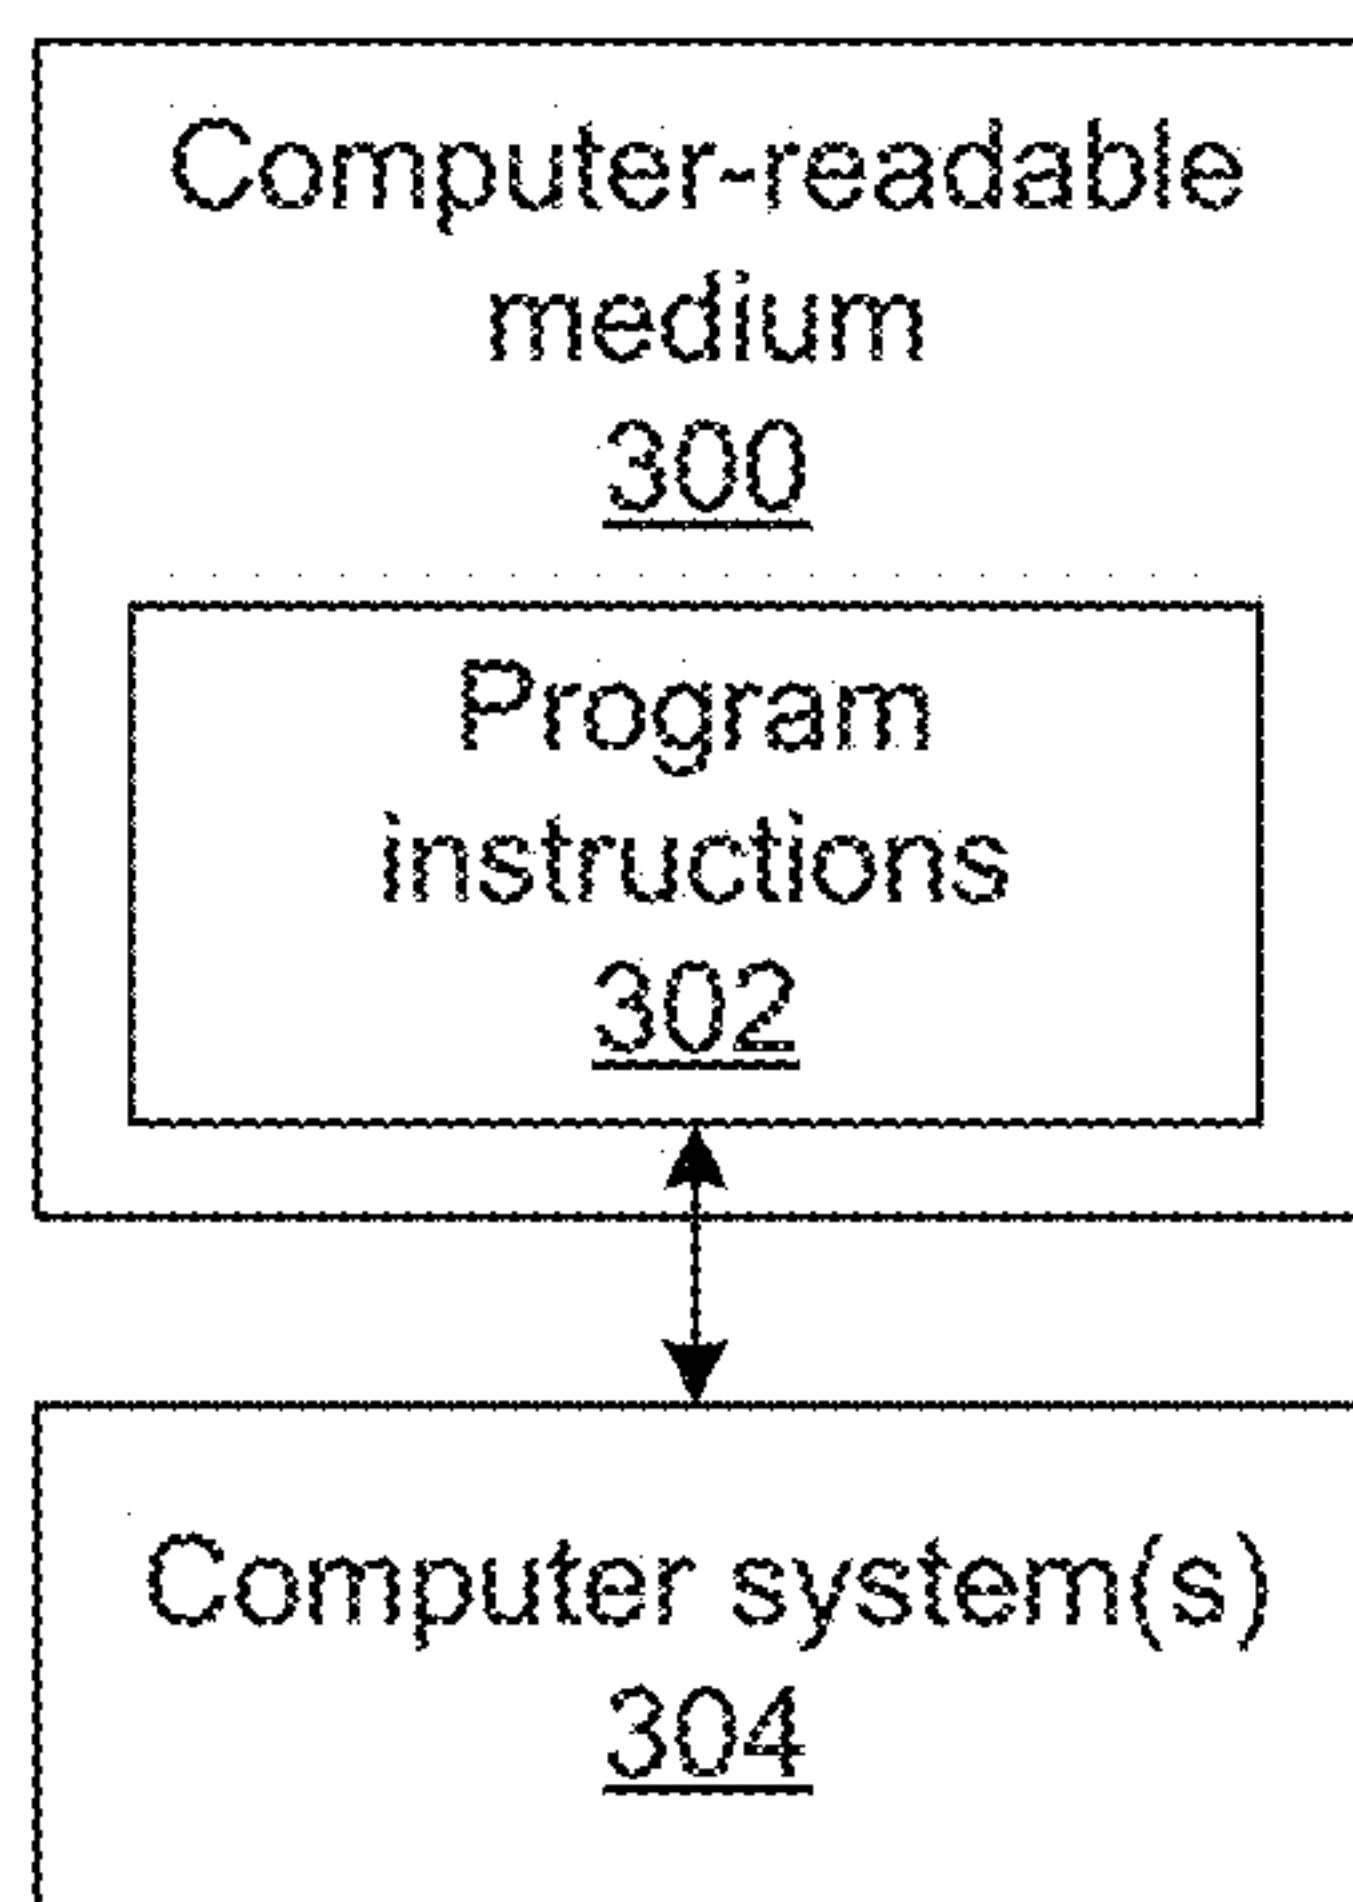 Computer-readable
medium
300
Program
instructions
302
Computer system(s)
304